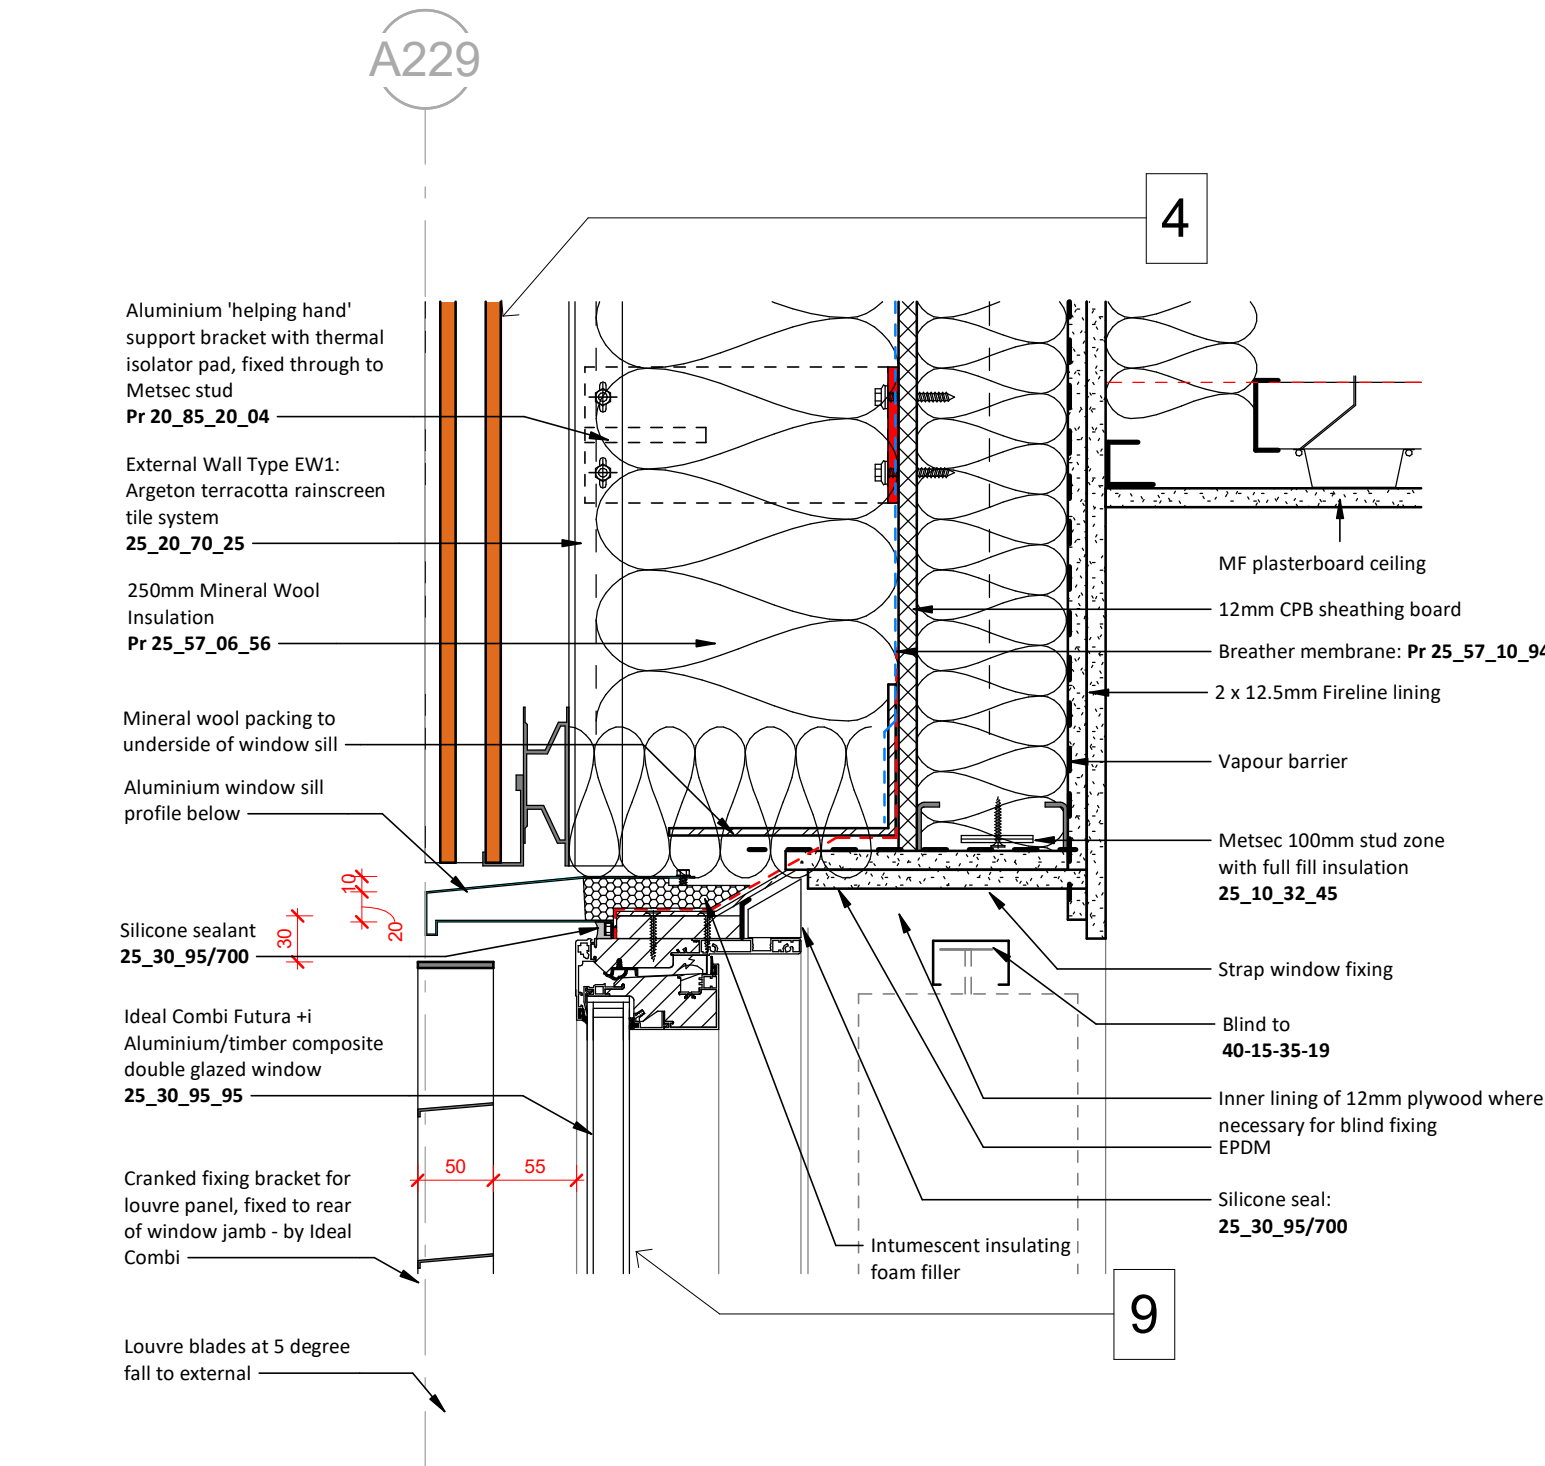 A229
4
Aluminium 'helping hand'
support bracket with thermal
isolator pad, fixed through to
Metsec stud
Pr 20_85_20_04
External Wall Type EW1:
Argeton terracotta rainscreen
tile system
25_20_70_25
250mm Mineral Wool
Insulation
Pr 25_57_06_56
Mineral wool packing to
underside of window sill
Aluminium window sill
profile below
Silicone sealant
25_30_95/700
Ideal Combi Futura +i
Aluminium/timber composite
double glazed window
25_30_95_95
Cranked fixing bracket for
louvre panel, fixed to rear
of window jamb - by Ideal
Combi
Louvre blades at 5 degree
fall to external
10
20
30
50
55
MF plasterboard ceiling
12mm CPB sheathing board
Breather membrane: Pr 25_57_10_94
2 x 12.5mm Fireline lining
Vapour barrier
Metsec 100mm stud zone
with full fill insulation
25_10_32_45
Strap window fixing
Blind to
40-15-35-19
Inner lining of 12mm plywood where
necessary for blind fixing
EPDM
Silicone seal:
25_30_95/700
Intumescent insulating
foam filler
9